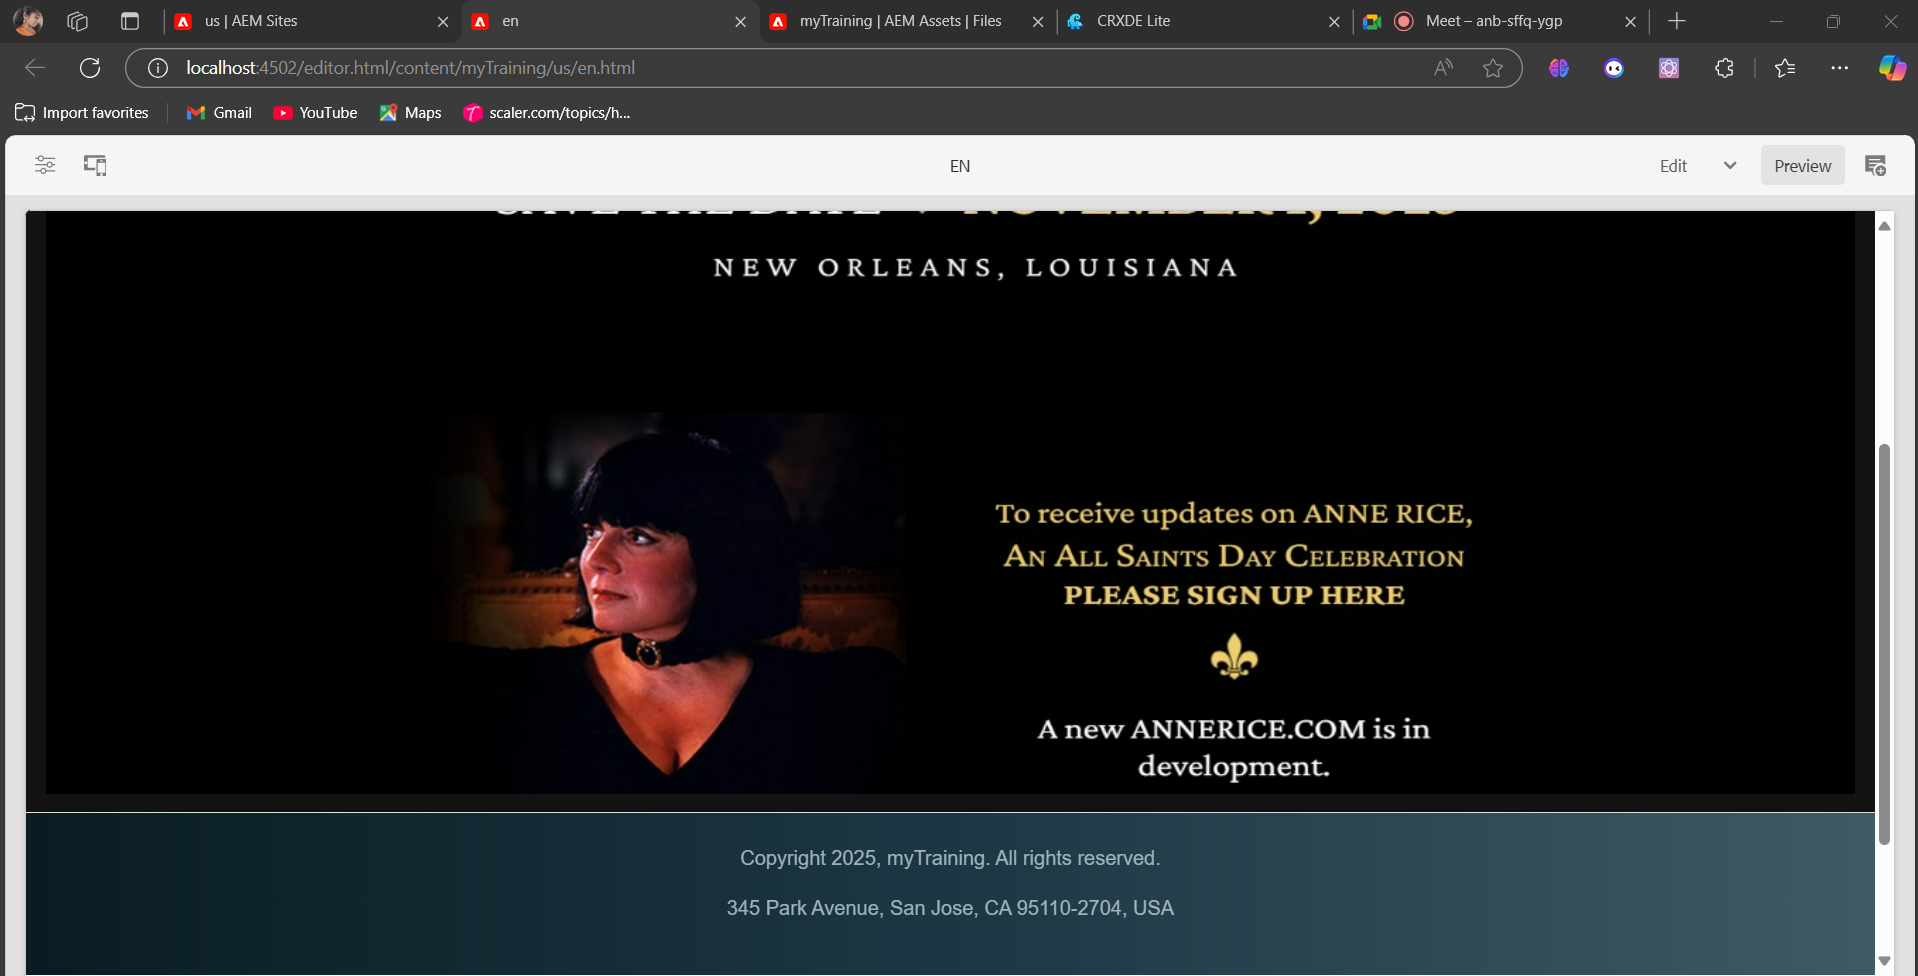 us | AEM Sites
en
myTraining | AEM Assets | Files
CRXDE Lite
Meet – anb-sffq-ygp
localhost:4502/editor.html/content/myTraining/us/en.html
Import favorites
Gmail
YouTube
Maps
scaler.com/topics/h...
EN
Edit
Preview
NEW ORLEANS, LOUISIANA
To receive updates on ANNE RICE,
AN ALL SAINTS DAY CELEBRATION
PLEASE SIGN UP HERE
A new ANNERICE.COM is in
development.
Copyright 2025, myTraining. All rights reserved.
345 Park Avenue, San Jose, CA 95110-2704, USA